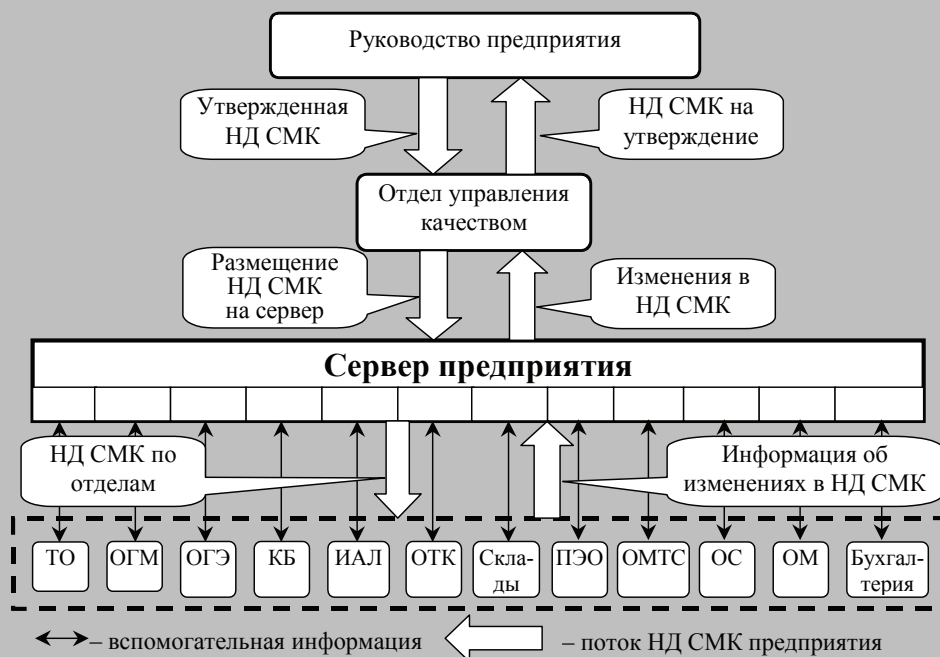 Руководство предприятия
Утвержденная
НД СМК
НД СМК на
утверждение
Отдел управления
качеством
Размещение
НД СМК
на сервер
Изменения в
НД СМК
Сервер предприятия
НД СМК по
отделам
Информация об
изменениях в НД СМК
ТО
ОГМ
ОГЭ
КБ
ИАЛ
ОТК
Скла-
ды
ПЭО
ОМТС
ОС
ОМ
Бухгал-
терия
– вспомогательная информация
– поток НД СМК предприятия